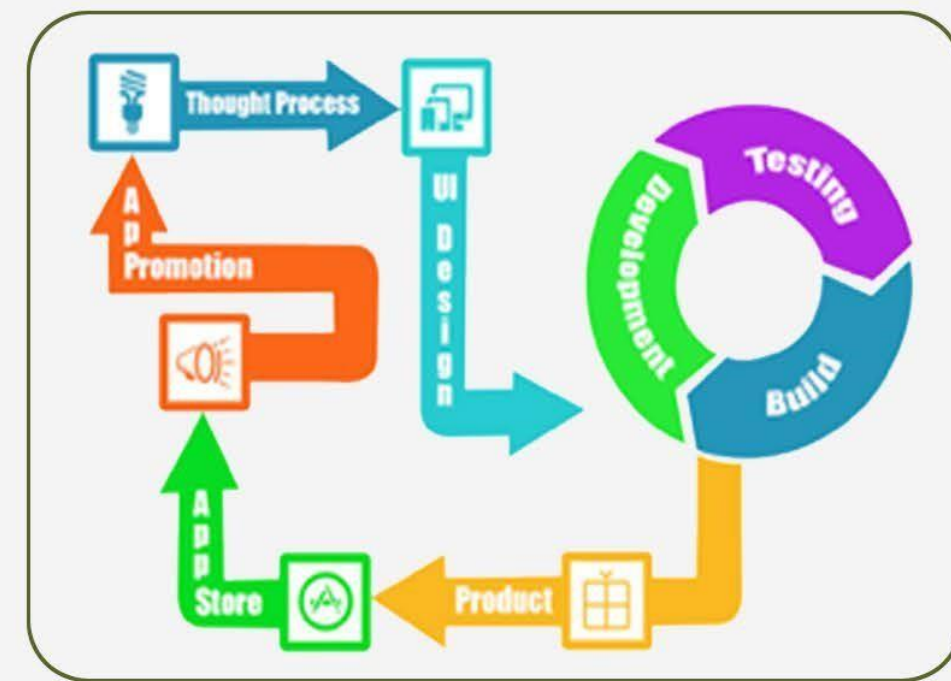 Thought Process
UI Design
Development
Testing
Build
Product
App
Store
App
Promotion